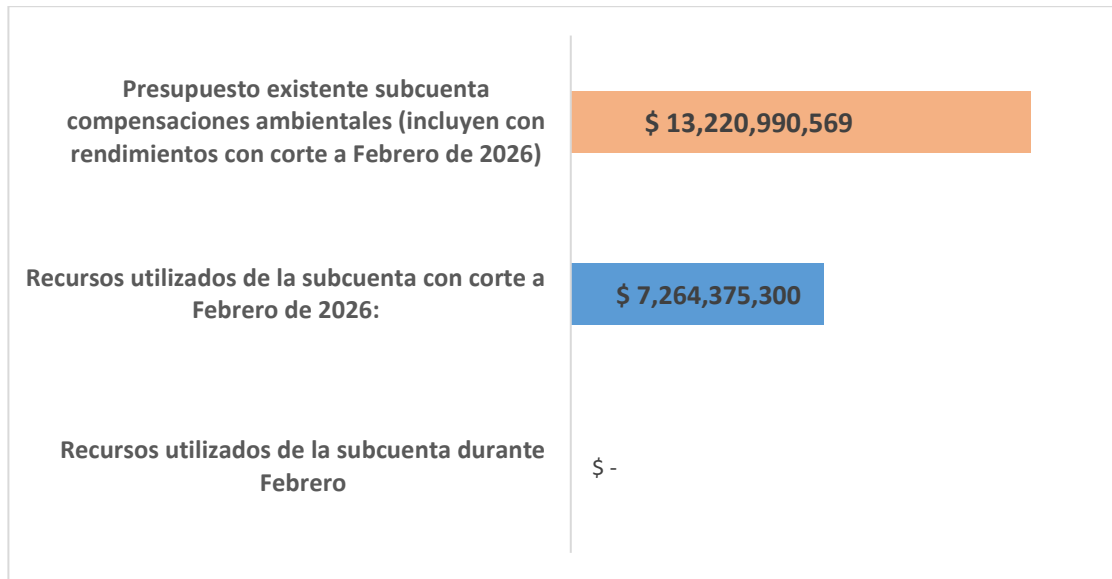 Presupuesto existente subcuenta
compensaciones ambientales (incluyen con
rendimientos con corte a Febrero de 2026)
$ 13,220,990,569
Recursos utilizados de la subcuenta con corte a
Febrero de 2026:
$ 7,264,375,300
Recursos utilizados de la subcuenta durante
Febrero
$ -